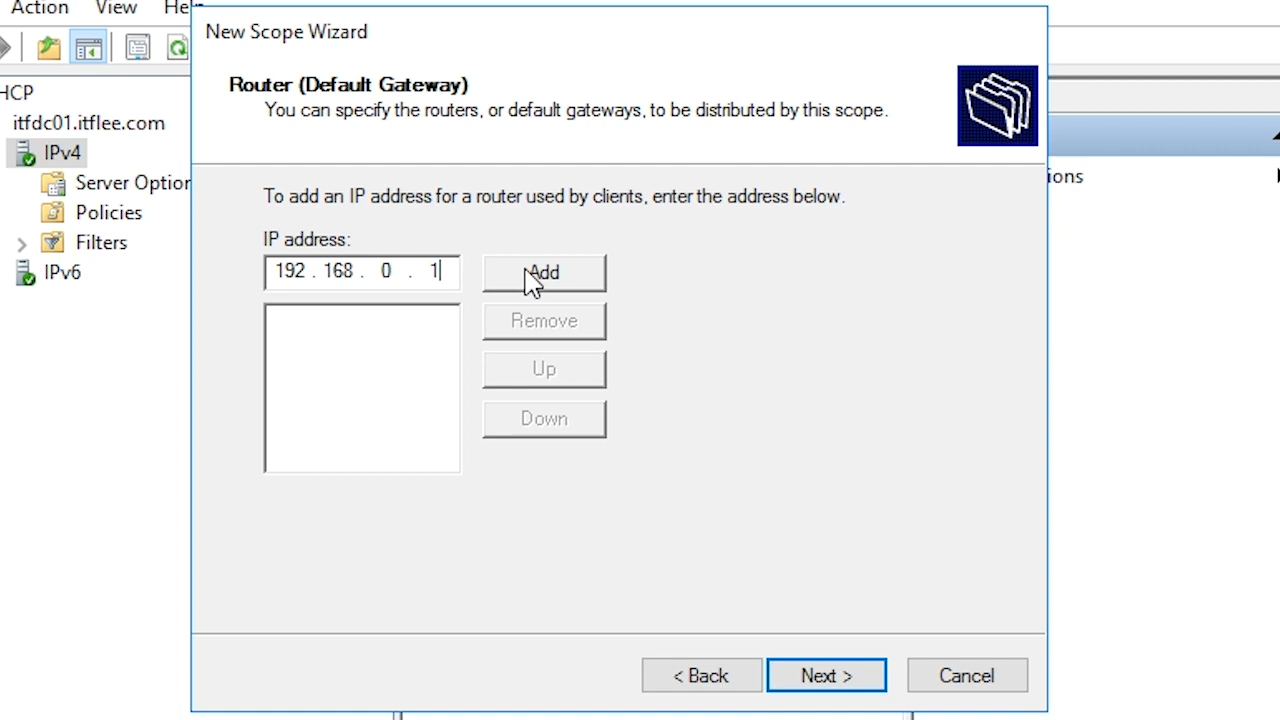 Action View Help
New Scope Wizard
Router (Default Gateway)
You can specify the routers, or default gateways, to be distributed by this scope.
HCP
itfdc01.itflee.com
IPv4
Server Option
Policies
Filters
IPv6
ions
To add an IP address for a router used by clients, enter the address below.
IP address:
192 . 168 . 0 . 1
Add
Remove
Up
Down
< Back Next > Cancel